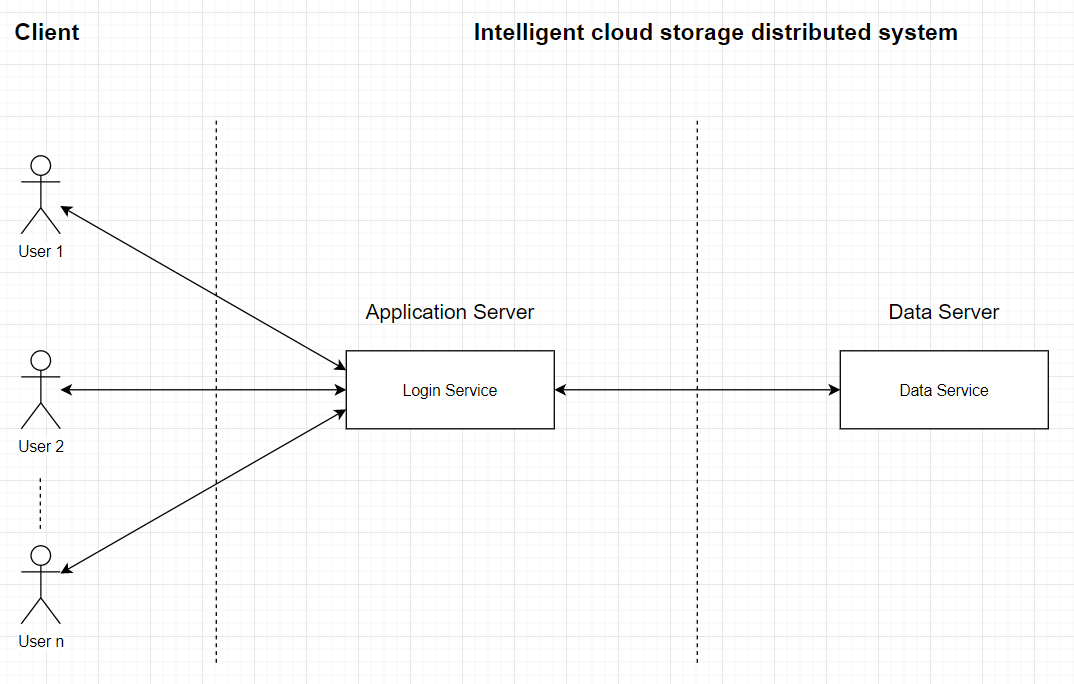 Client
Intelligent cloud storage distributed system
User 1
Application Server
Data Server
Login Service
Data Service
User 2
User n